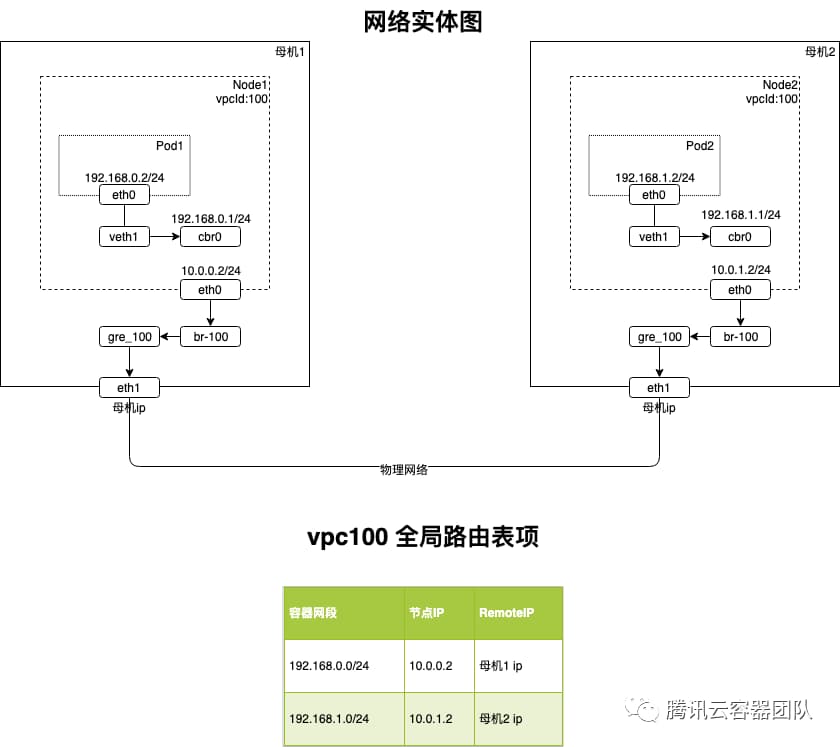 网络实体图
母机1
Node1
vpcId:100
Pod1
192.168.0.2/24
eth0
192.168.0.1/24
veth1
cbr0
10.0.0.2/24
eth0
gre_100
br-100
eth1
母机ip
母机2
Node2
vpcId:100
Pod2
192.168.1.2/24
eth0
192.168.1.1/24
veth1
cbr0
10.0.1.2/24
eth0
gre_100
br-100
eth1
母机ip
物理网络
vpc100 全局路由表项
容器网段 节点IP RemoteIP
192.168.0.0/24 10.0.0.2 母机1 ip
192.168.1.0/24 10.0.1.2 母机2 ip
腾讯云容器团队